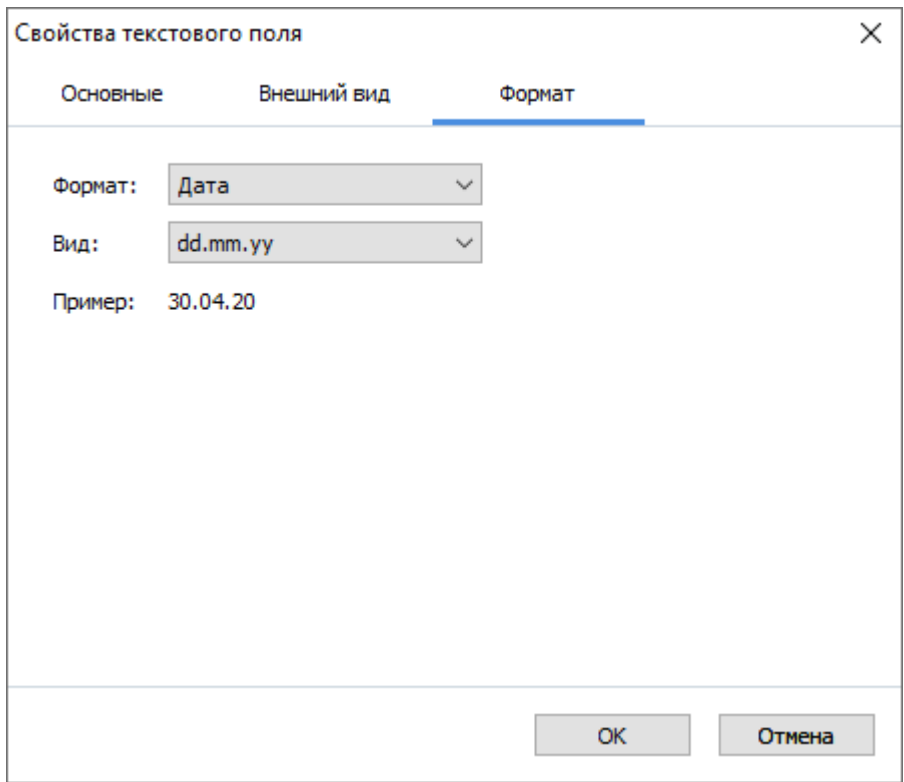 Свойства текстового поля
Основные Внешний вид Формат
Формат: Дата
Вид: dd.mm.yy
Пример: 30.04.20
OK Отмена